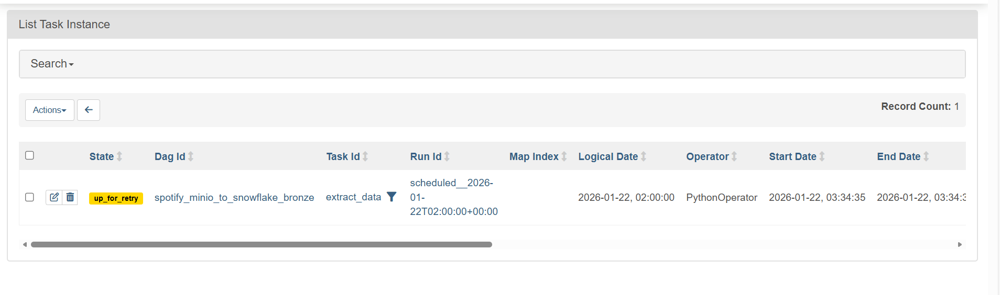 List Task Instance
Search
Actions
Record Count: 1
State Dag Id Task Id Run Id Map Index Logical Date Operator Start Date End Date
up_for_retry spotify_minio_to_snowflake_bronze extract_data scheduled__2026-
01-
22T02:00:00+00:00 2026-01-22, 02:00:00 PythonOperator 2026-01-22, 03:34:35 2026-01-22, 03:34:3